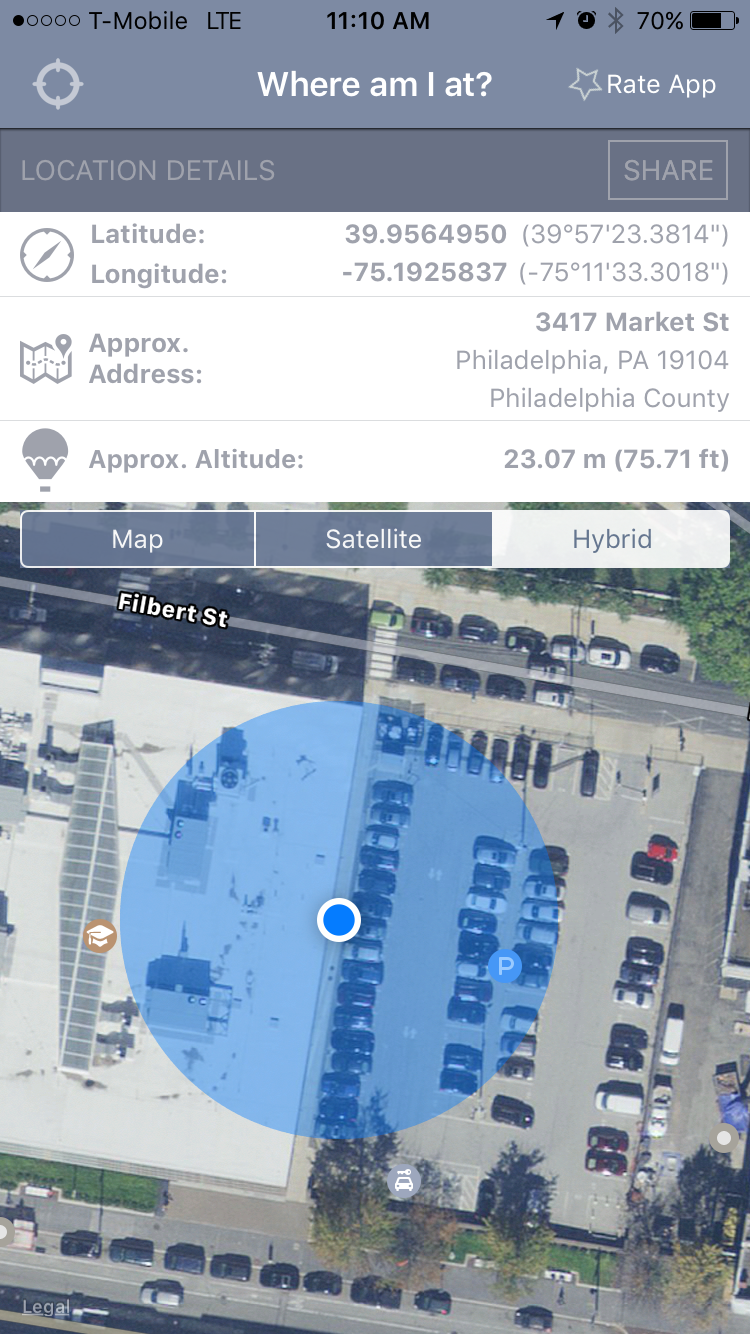 T-Mobile LTE 11:10 AM 70%
Where am I at? Rate App
LOCATION DETAILS SHARE
Latitude: 39.9564950 (39°57'23.3814")
Longitude: -75.1925837 (-75°11'33.3018")
Approx. Address:
3417 Market St
Philadelphia, PA 19104
Philadelphia County
Approx. Altitude: 23.07 m (75.71 ft)
Map Satellite Hybrid
Filbert St
P
Legal